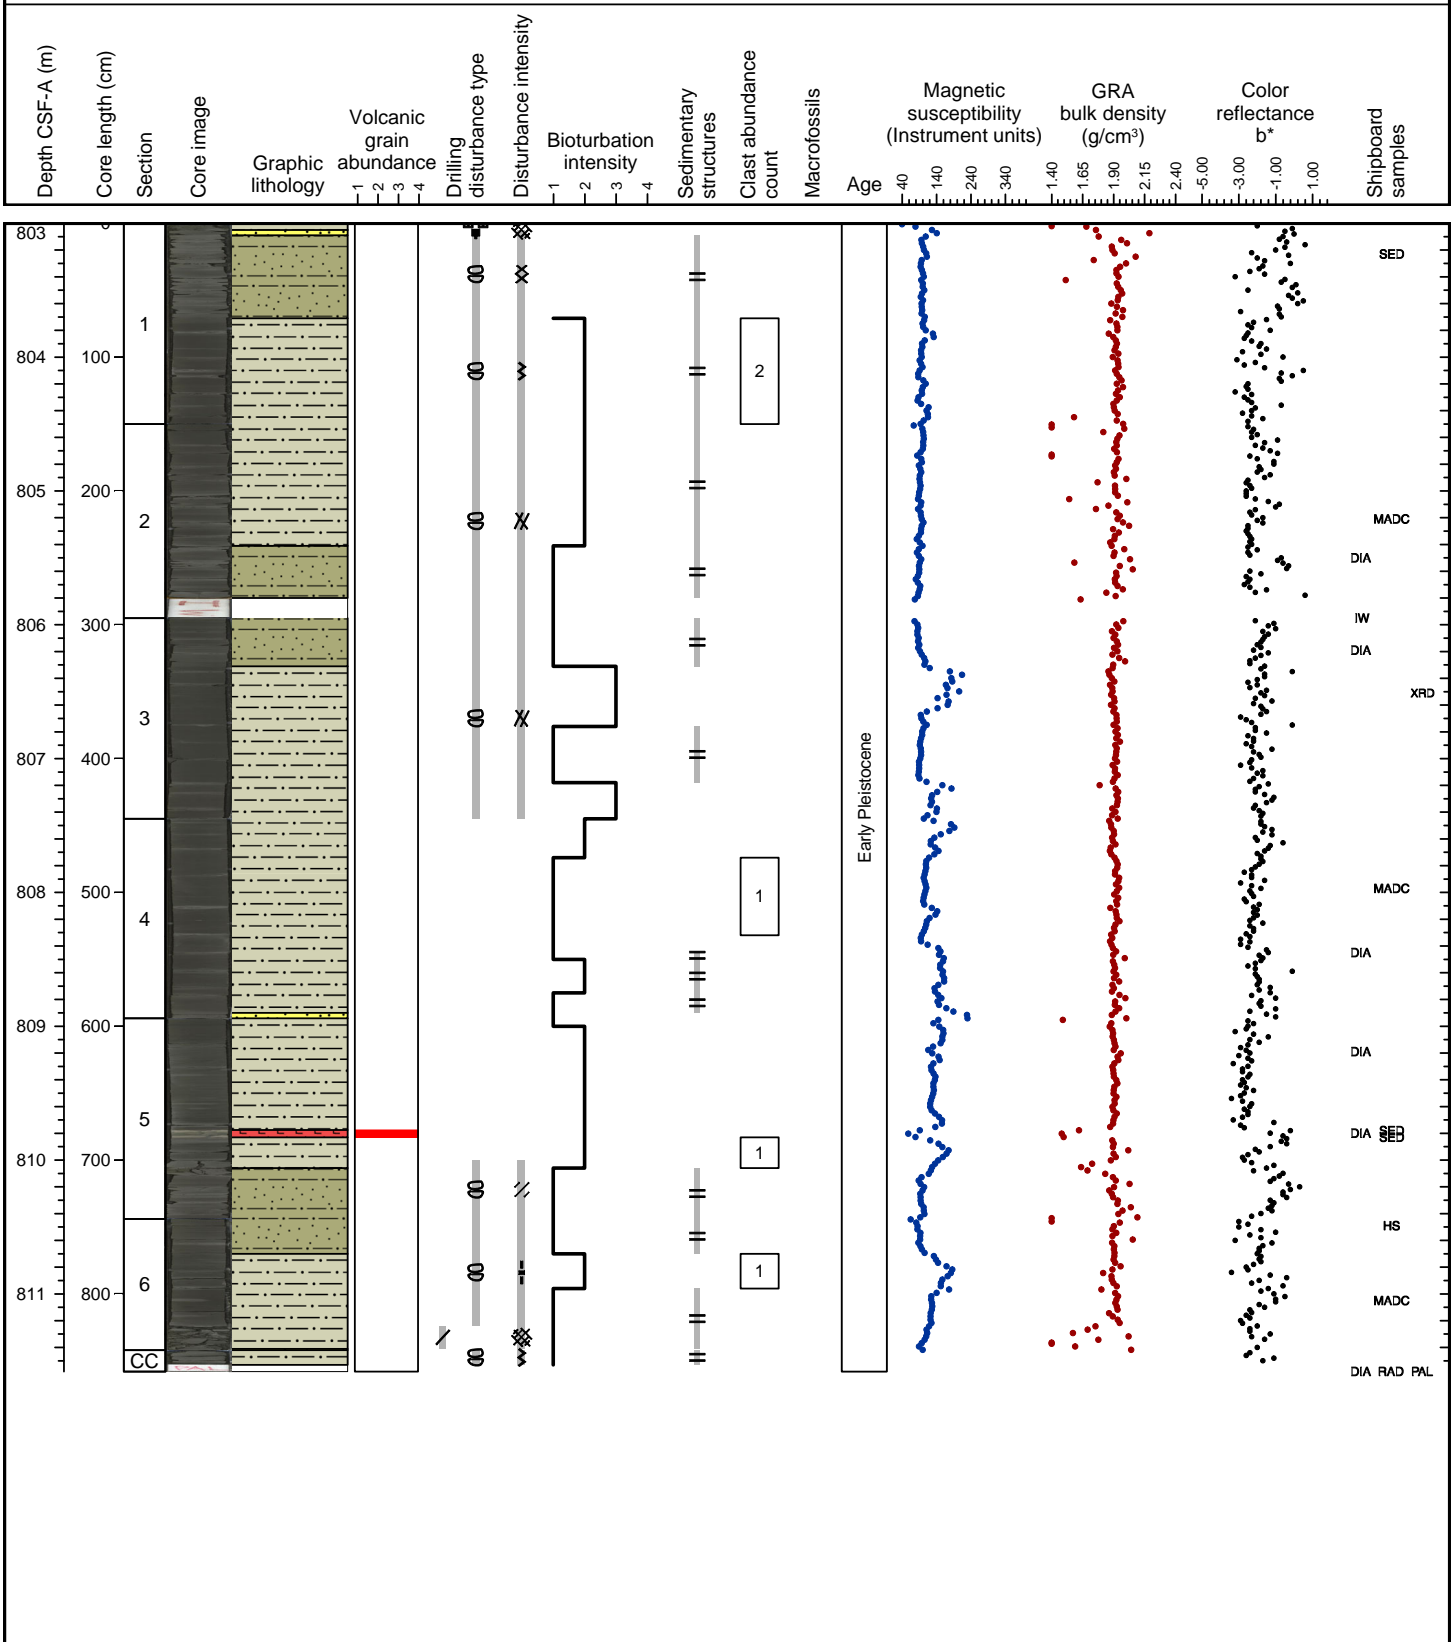 Depth CSF-A (m)
Core length (cm)
Section
Core image
Graphic
lithology
Volcanic
grain
abundance
1 2 3 4
Drilling
disturbance type
Disturbance intensity
Bioturbation
intensity
1 2 3 4
Sedimentary
structures
Clast abundance
count
Macrofossils
Age
Magnetic
susceptibility
(Instrument units)
40 140 240 340
GRA
bulk density
(g/cm³)
1.40 1.65 1.90 2.15 2.40
Color
reflectance
b*
-5.00 -3.00 -1.00 1.00
Shipboard
samples
803 0
SED
1
804 100
2
2
805 200
MADC
DIA
806 300
IW
DIA
XRD
3
807 400
Early Pleistocene
808 500
1
MADC
4
DIA
809 600
DIA
5
DIA SED
SED
1
810 700
HS
1
6
811 800
MADC
CC
PAL
DIA RAD PAL